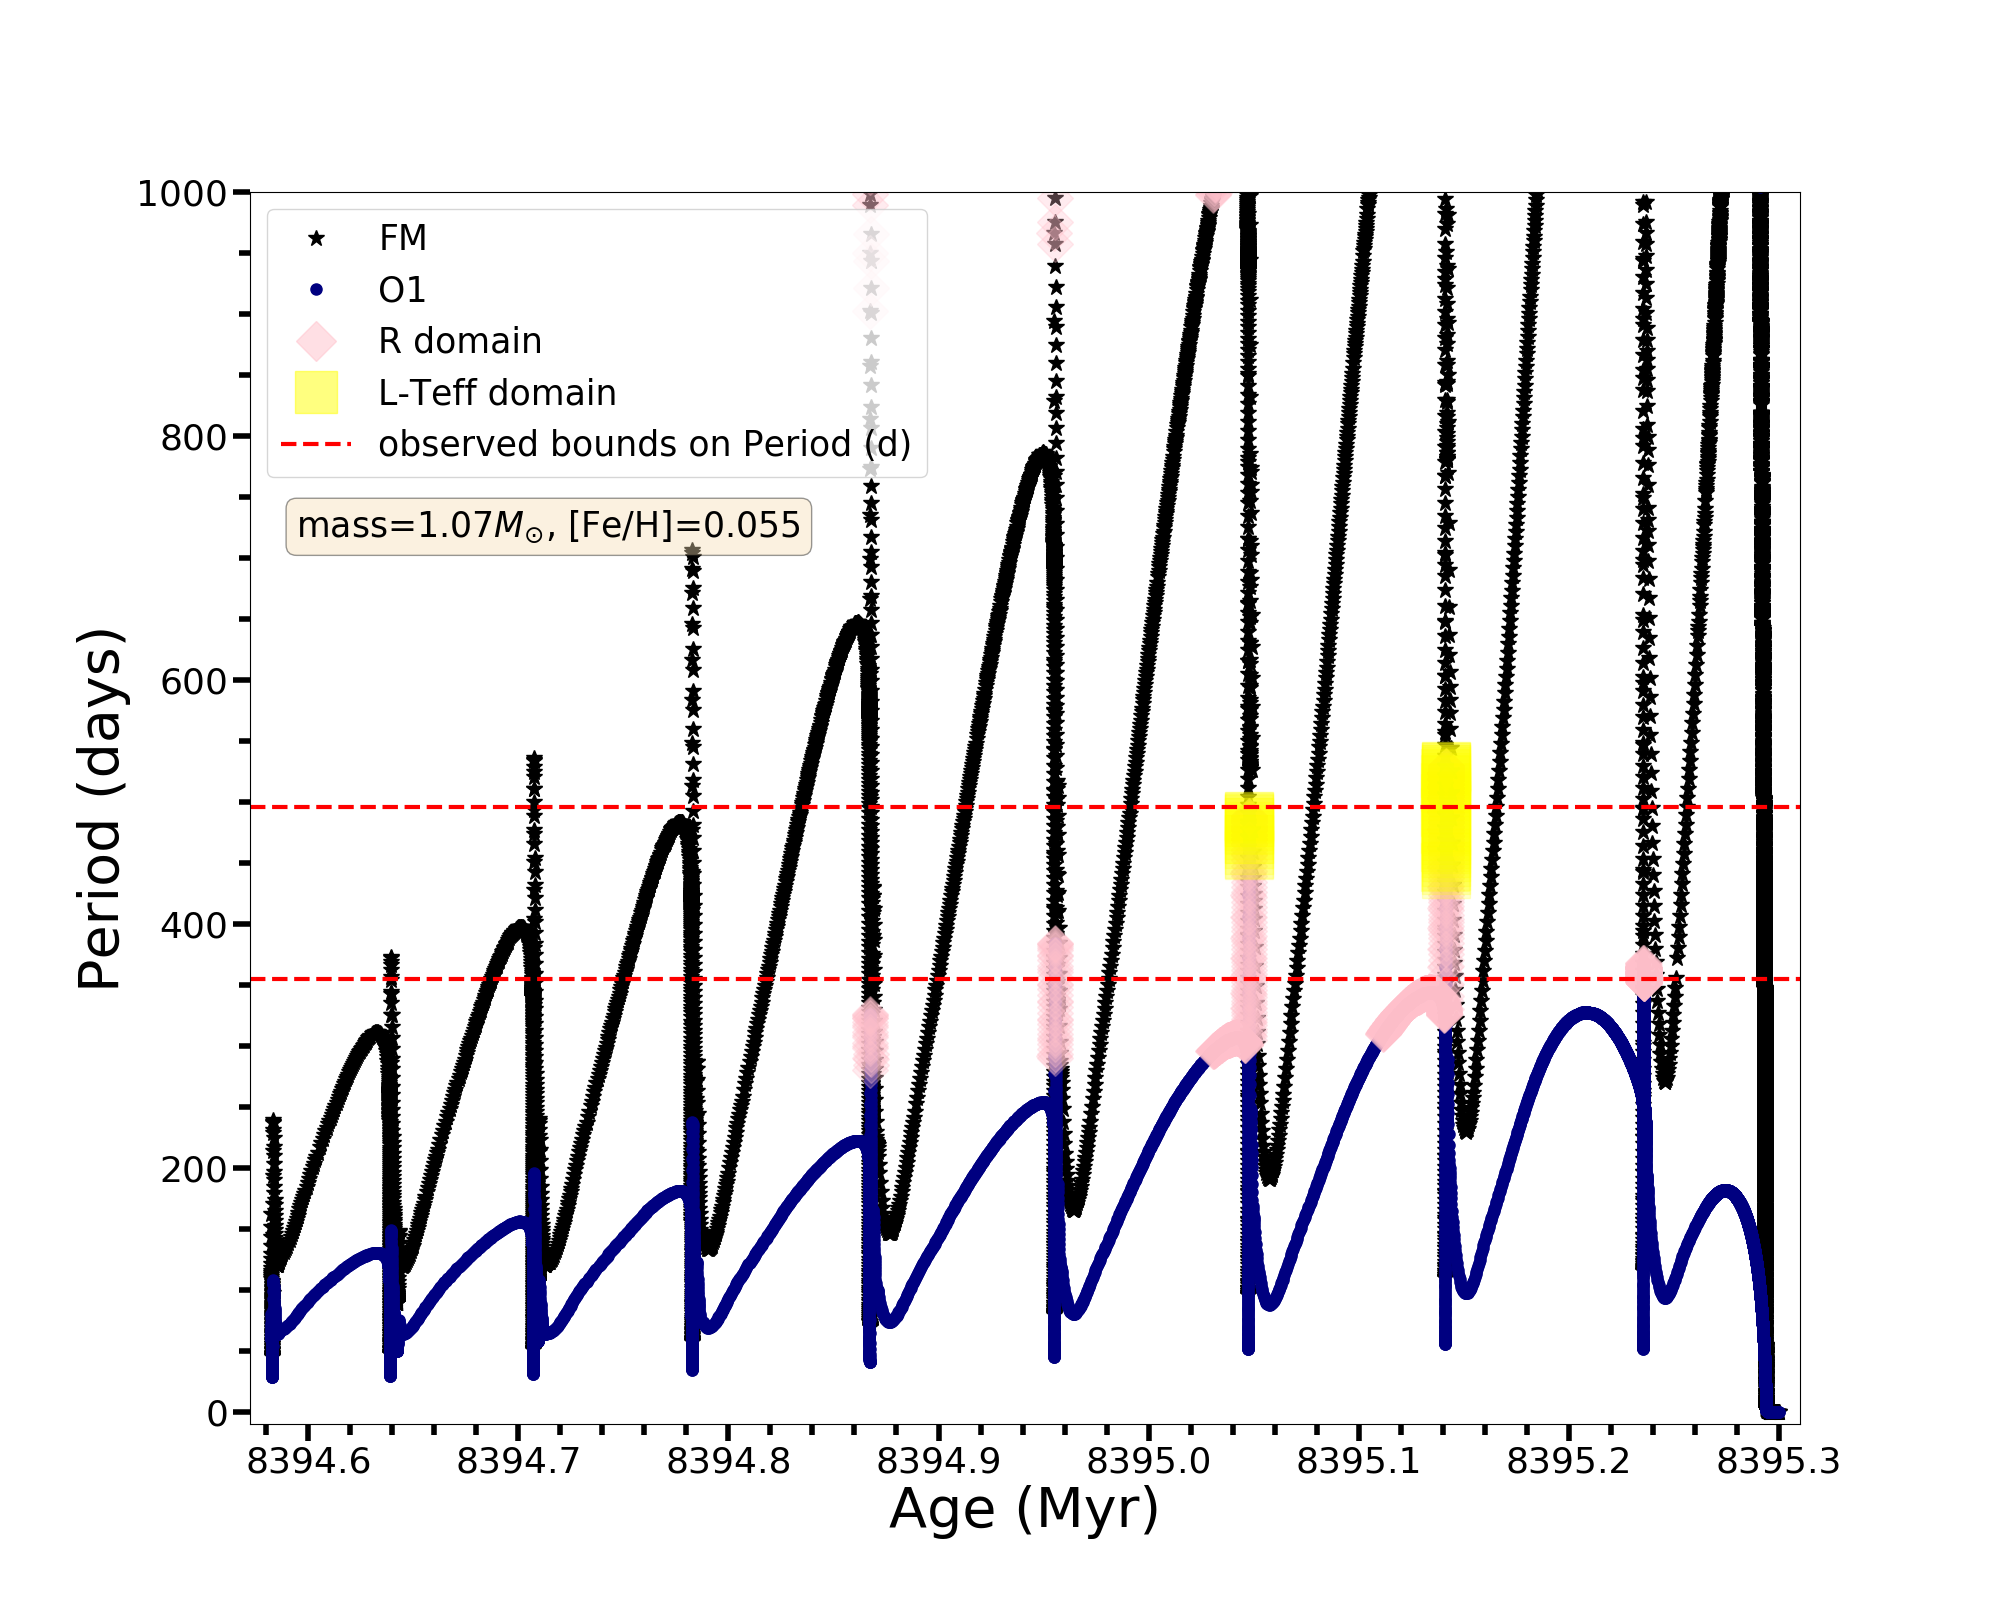 1000
800
600
400
200
0
Period (days)
FM
O1
R domain
L-Teff domain
observed bounds on Period (d)
mass=1.07M⊙, [Fe/H]=0.055
8394.6 8394.7 8394.8 8394.9 8395.0 8395.1 8395.2 8395.3
Age (Myr)